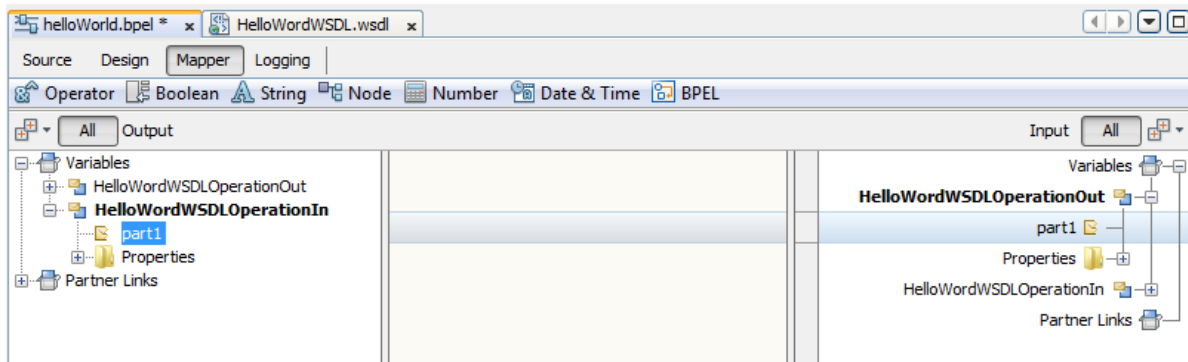 helloWorld.bpel * x HelloWordWSDL.wsdl x
Source Design Mapper Logging
Operator Boolean String Node Number Date & Time BPEL
All Output Input All
Variables Variables
HelloWordWSDLOperationOut HelloWordWSDLOperationOut
HelloWordWSDLOperationIn part1
part1 Properties
Properties HelloWordWSDLOperationIn
Partner Links Partner Links